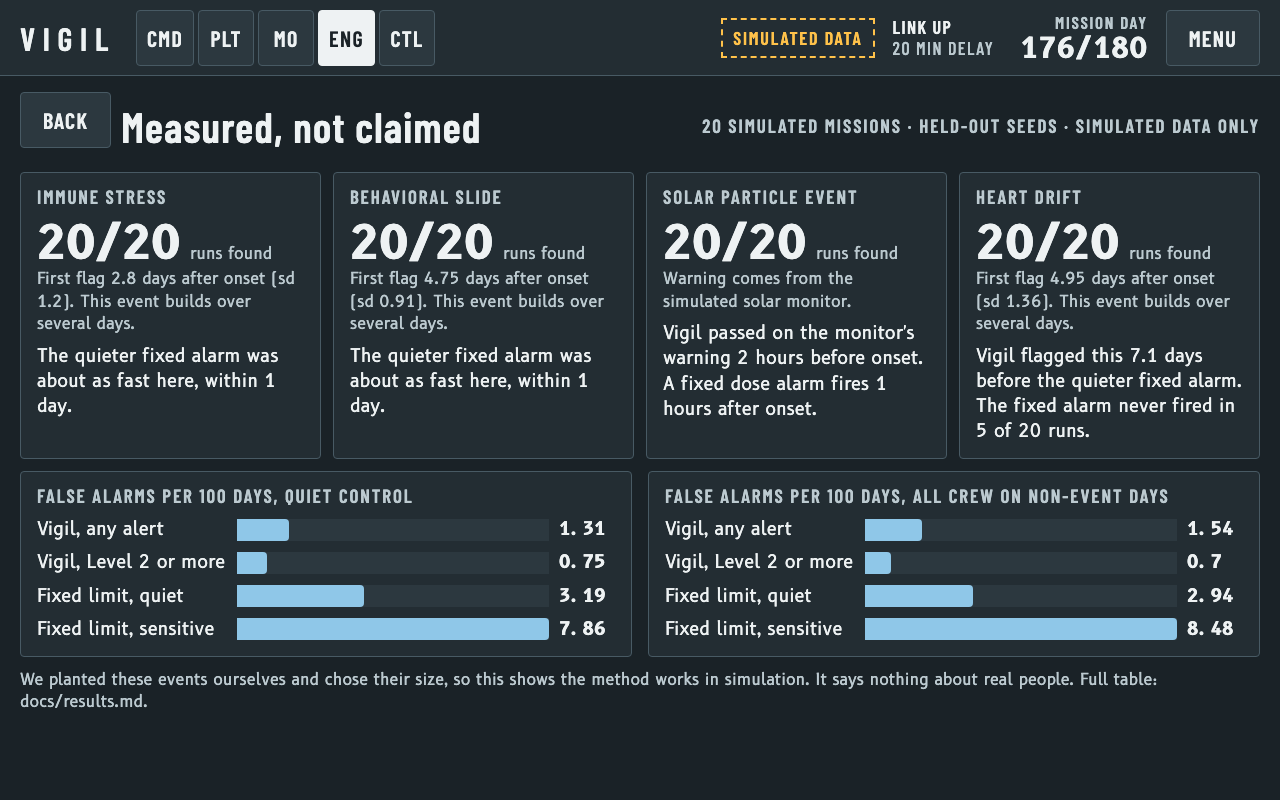 VIGIL
CMD
PLT
MO
ENG
CTL
SIMULATED DATA
LINK UP
20 MIN DELAY
MISSION DAY
176/180
MENU
BACK
Measured, not claimed
20 SIMULATED MISSIONS · HELD-OUT SEEDS · SIMULATED DATA ONLY
IMMUNE STRESS
20/20 runs found
First flag 2.8 days after onset (sd
1.2). This event builds over
several days.
The quieter fixed alarm was
about as fast here, within 1
day.
BEHAVIORAL SLIDE
20/20 runs found
First flag 4.75 days after onset
(sd 0.91). This event builds over
several days.
The quieter fixed alarm was
about as fast here, within 1
day.
SOLAR PARTICLE EVENT
20/20 runs found
Warning comes from the
simulated solar monitor.
Vigil passed on the monitor's
warning 2 hours before onset.
A fixed dose alarm fires 1
hours after onset.
HEART DRIFT
20/20 runs found
First flag 4.95 days after onset
(sd 1.36). This event builds over
several days.
Vigil flagged this 7.1 days
before the quieter fixed alarm.
The fixed alarm never fired in
5 of 20 runs.
FALSE ALARMS PER 100 DAYS, QUIET CONTROL
Vigil, any alert 1.31
Vigil, Level 2 or more 0.75
Fixed limit, quiet 3.19
Fixed limit, sensitive 7.86
FALSE ALARMS PER 100 DAYS, ALL CREW ON NON-EVENT DAYS
Vigil, any alert 1.54
Vigil, Level 2 or more 0.7
Fixed limit, quiet 2.94
Fixed limit, sensitive 8.48
We planted these events ourselves and chose their size, so this shows the method works in simulation. It says nothing about real people. Full table:
docs/results.md.